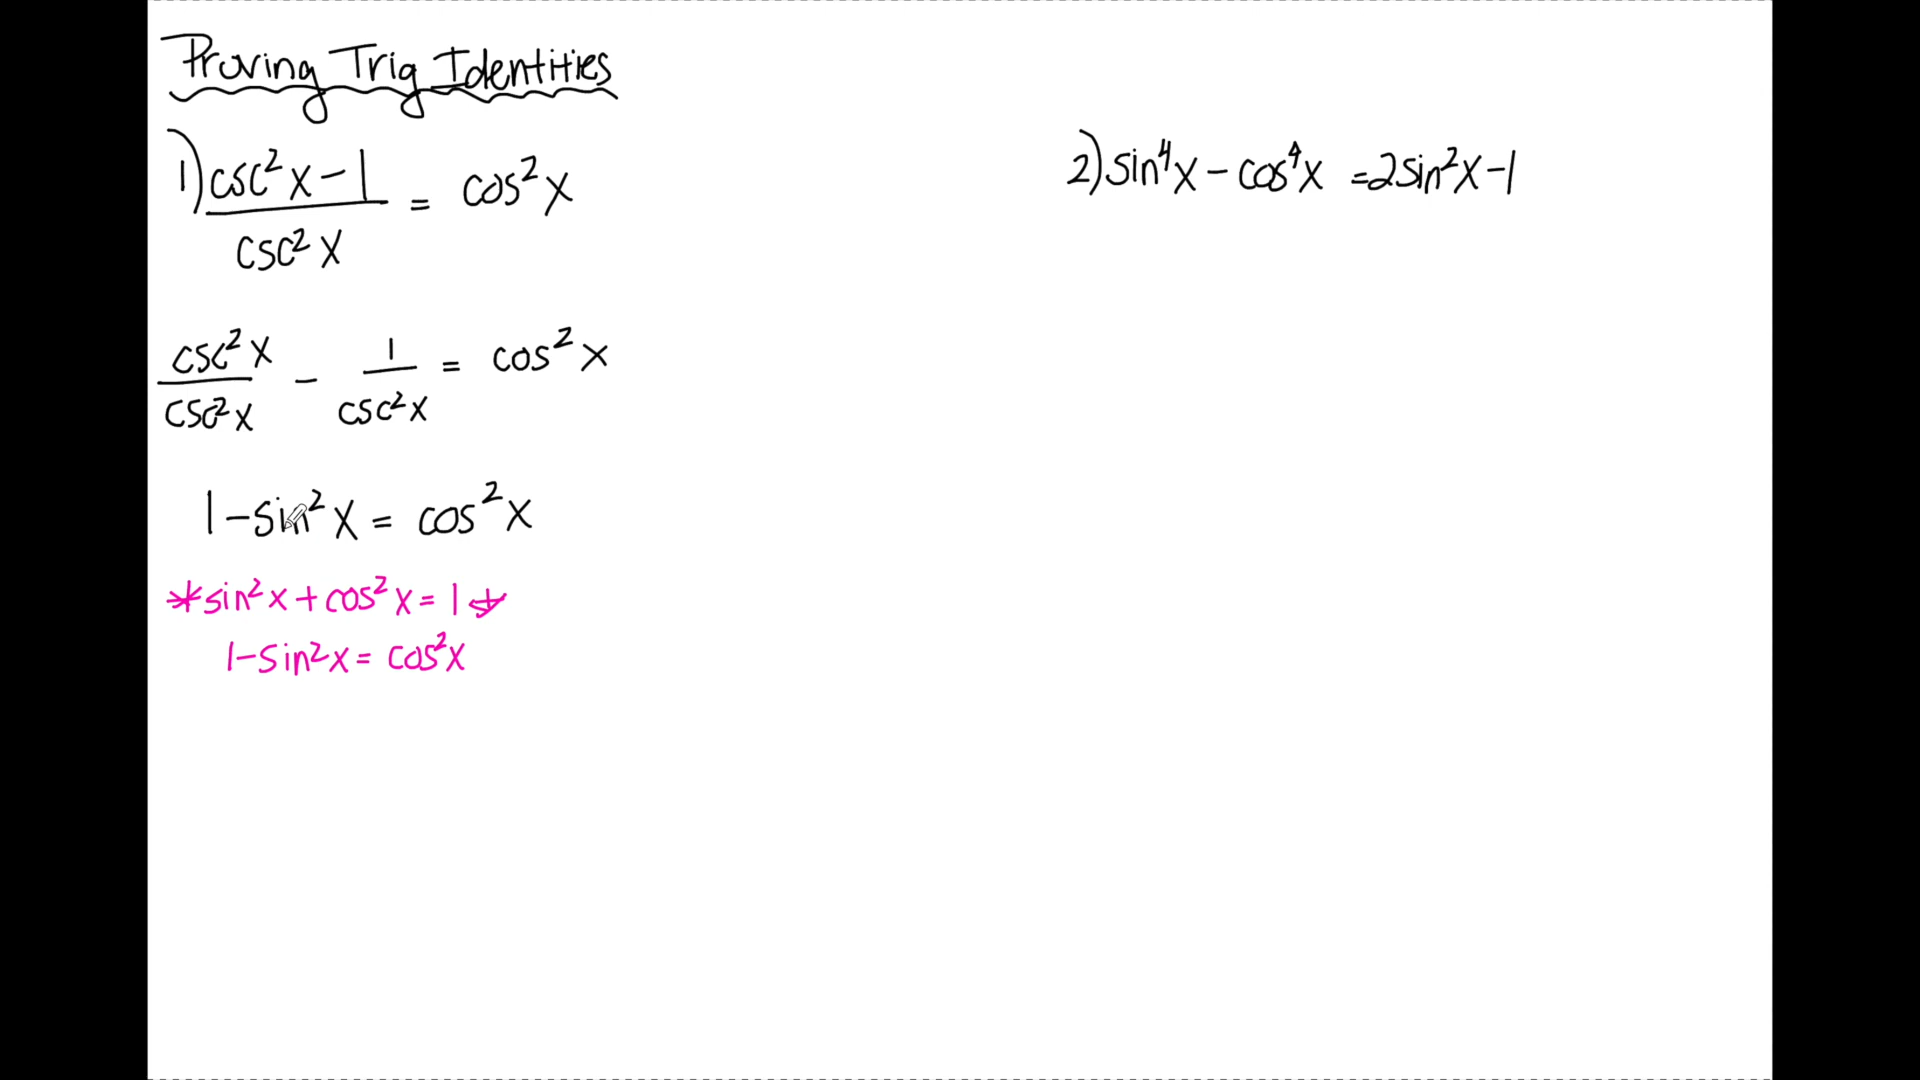 Proving Trig Identities
1) csc²x - 1 / csc²x = cos²x
csc²x / csc²x - 1 / csc²x = cos²x
1 - sin²x = cos²x
* sin²x + cos²x = 1 *
1 - sin²x = cos²x
2) sin⁴x - cos⁴x = 2sin²x - 1